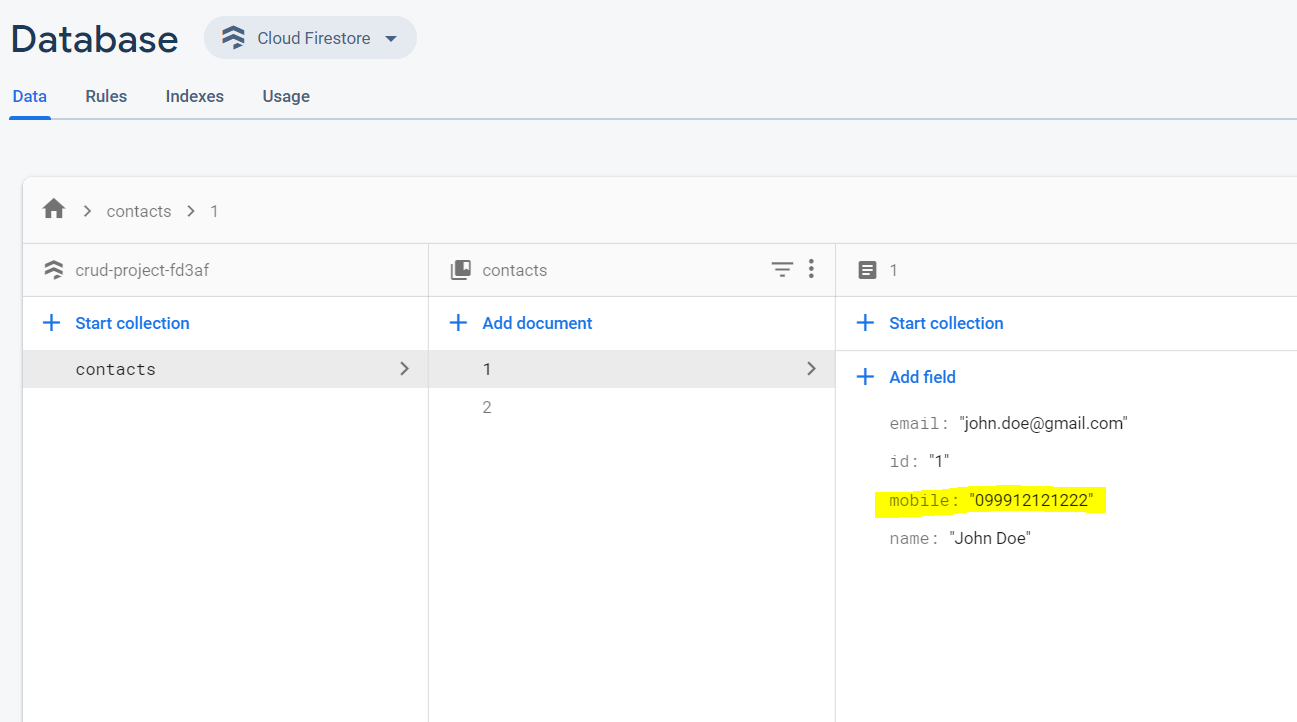 Database Cloud Firestore
Data Rules Indexes Usage
contacts 1
crud-project-fd3af contacts 1
Start collection Add document Start collection
contacts 1 Add field
2
email: "john.doe@gmail.com"
id: "1"
mobile: "099912121222"
name: "John Doe"